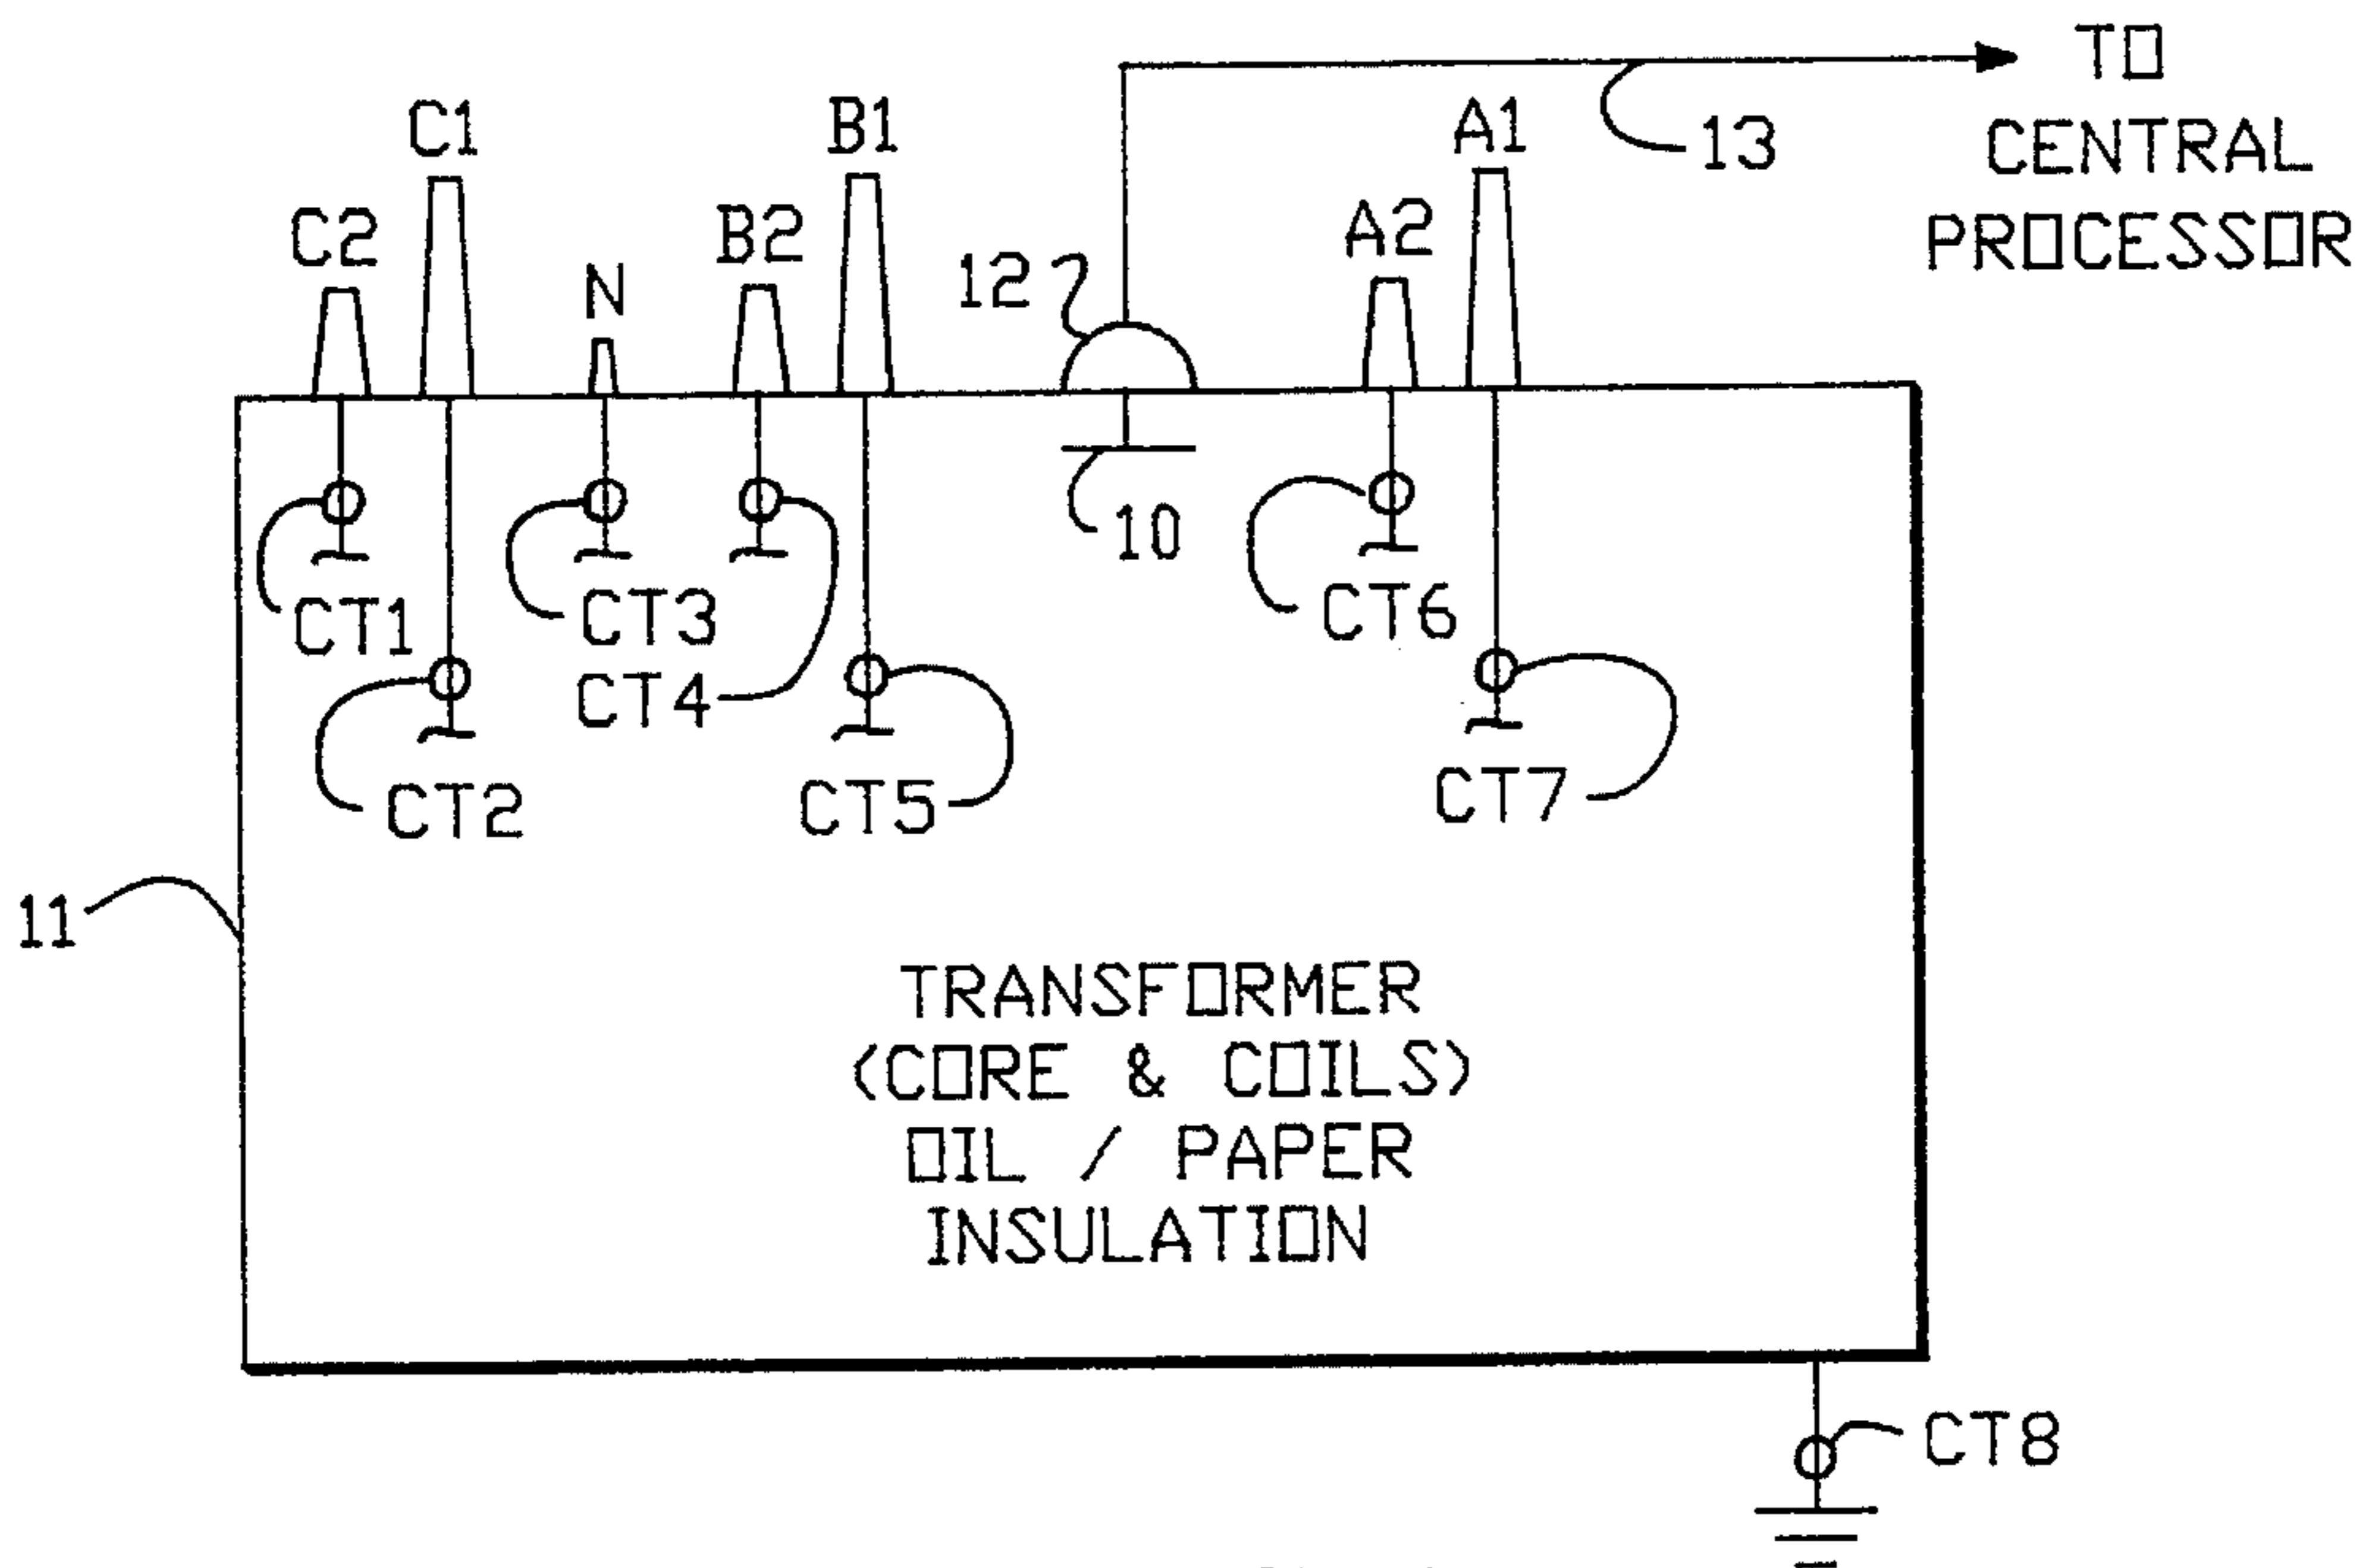 TO
CENTRAL
PROCESSOR
13
C1
B1
A1
C2
B2
A2
N
12
10
CT1
CT3
CT6
CT4
CT2
CT5
CT7
11
TRANSFORMER
(CORE & COILS)
OIL / PAPER
INSULATION
CT8